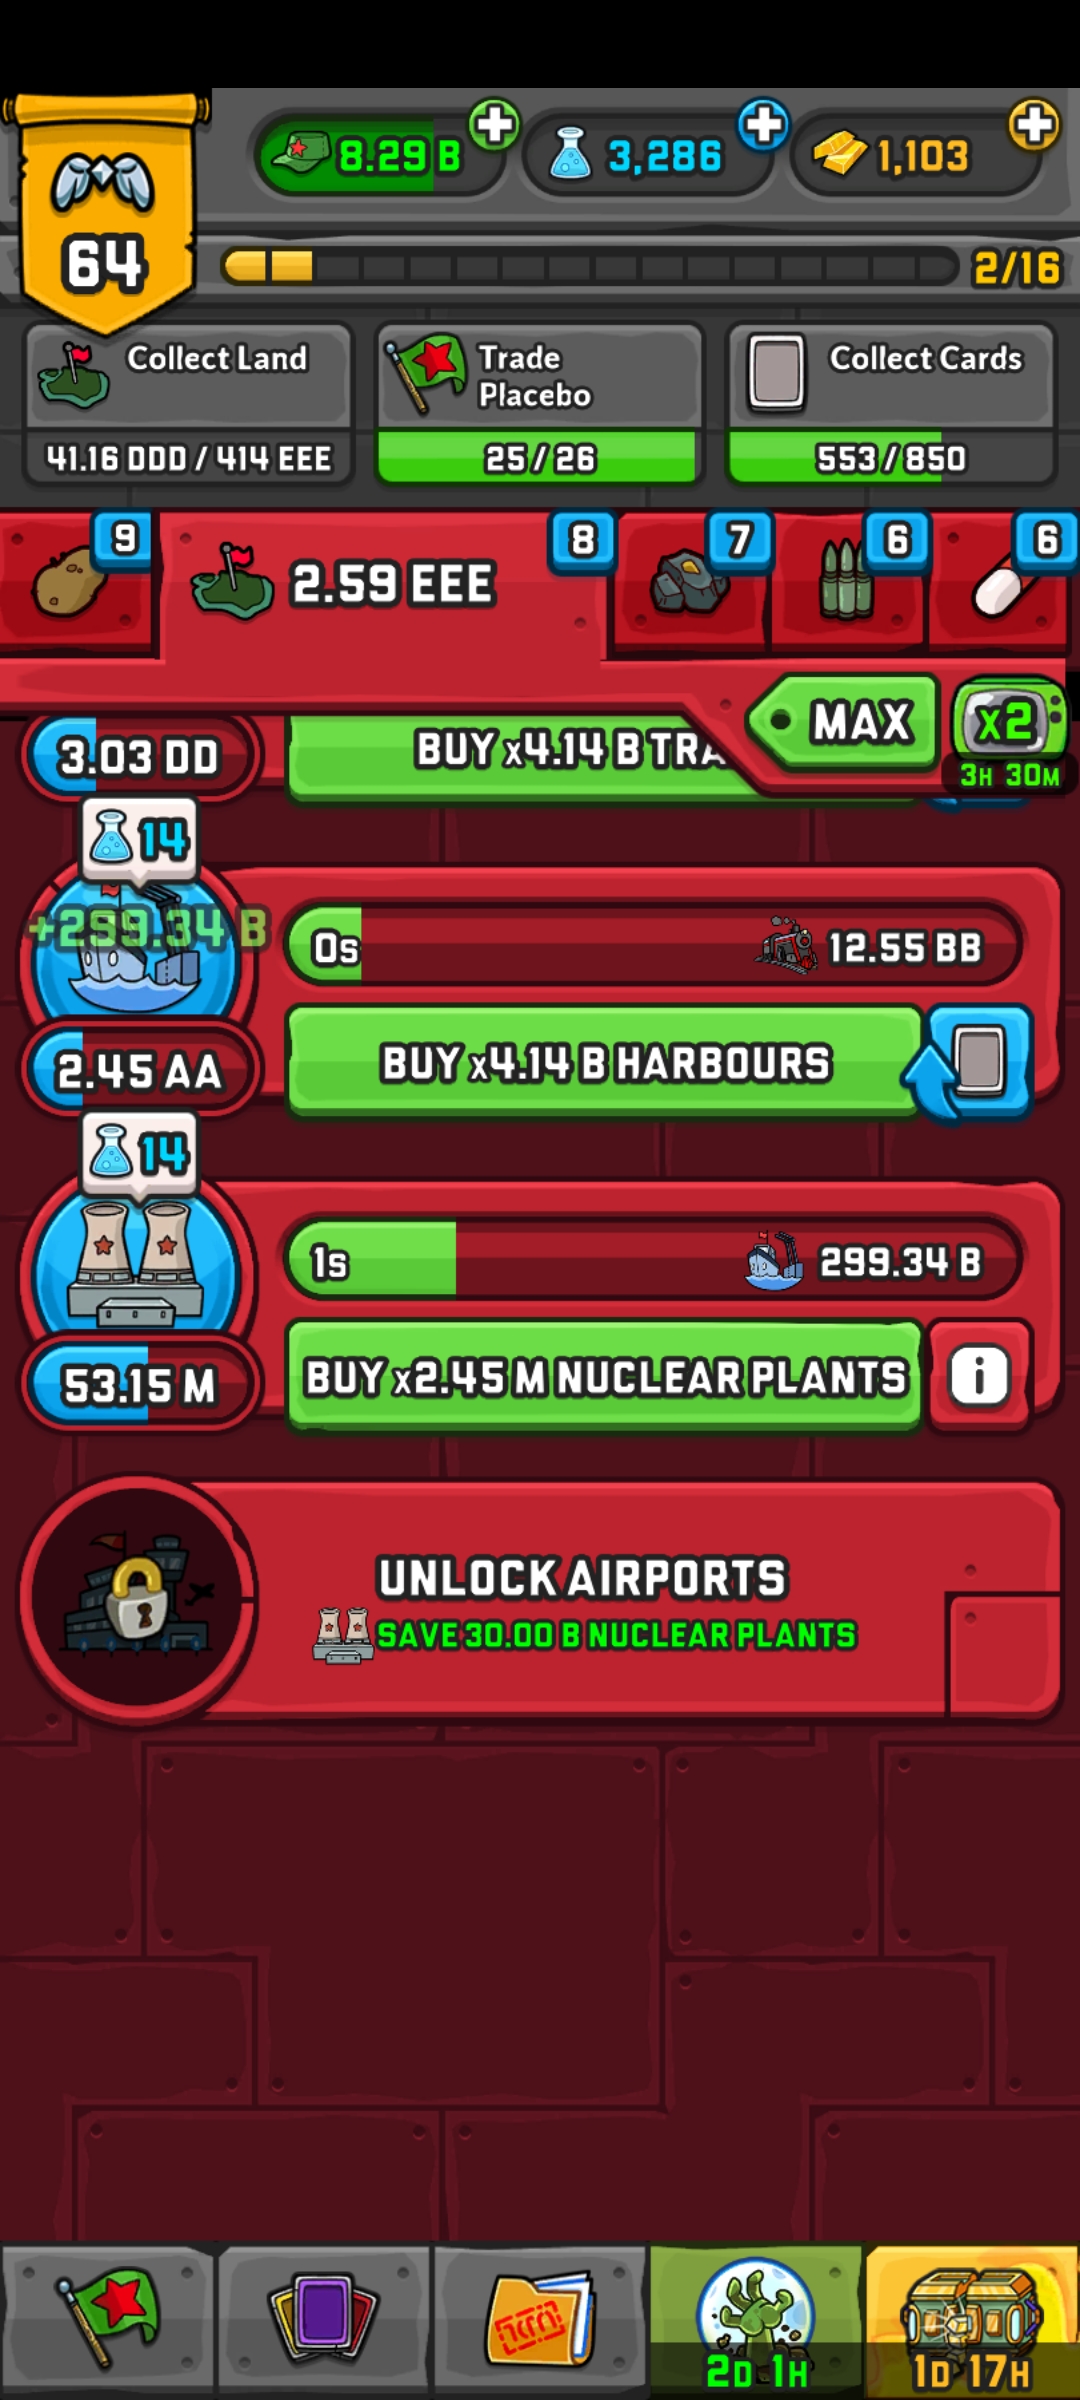 64
8.29 B
3,286
1,103
2/16
Collect Land
41.16 DDD / 414 EEE
Trade
Placebo
25 / 26
Collect Cards
553 / 850
9
2.59 EEE
8
7
6
6
MAX
x2
3H 30M
3.03 DD
BUY x4.14 B TRA
14
+299.34 B
0s
12.55 BB
2.45 AA
BUY x4.14 B HARBOURS
14
1s
299.34 B
53.15 M
BUY x2.45 M NUCLEAR PLANTS
i
UNLOCK AIRPORTS
SAVE 30.00 B NUCLEAR PLANTS
2D 1H
1D 17H